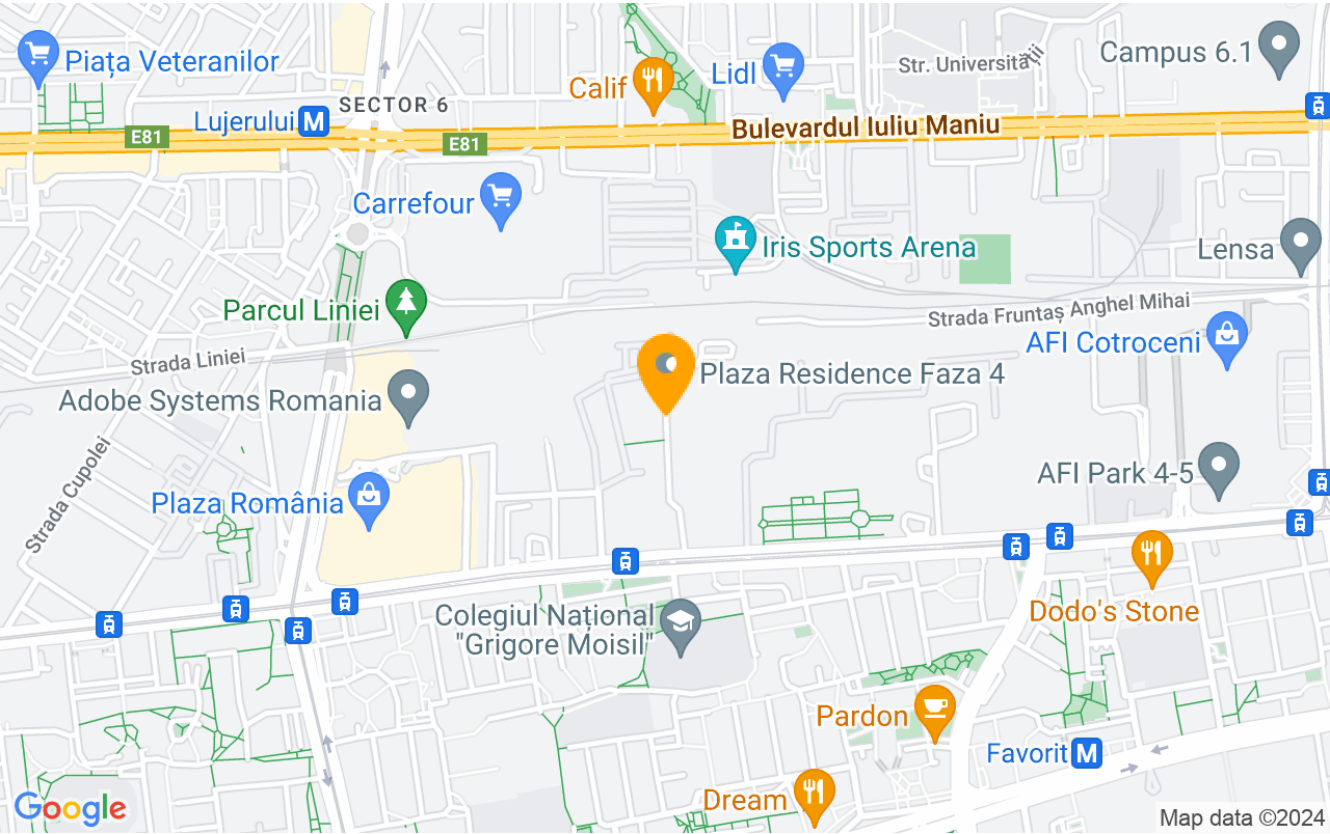 Piața Veteranilor
Calif
Lidl
Str. Universității
Campus 6.1
SECTOR 6
Lujerului M
E81
E81
Bulevardul Iuliu Maniu
Carrefour
Iris Sports Arena
Lensa
Parcul Liniei
Strada Fruntaș Anghel Mihai
AFI Cotroceni
Strada Liniei
Plaza Residence Faza 4
Adobe Systems Romania
Strada Cupolei
Plaza România
AFI Park 4-5
Colegiul Național
"Grigore Moisil"
Dodo's Stone
Pardon
Favorit M
Dream
Google
Map data ©2024